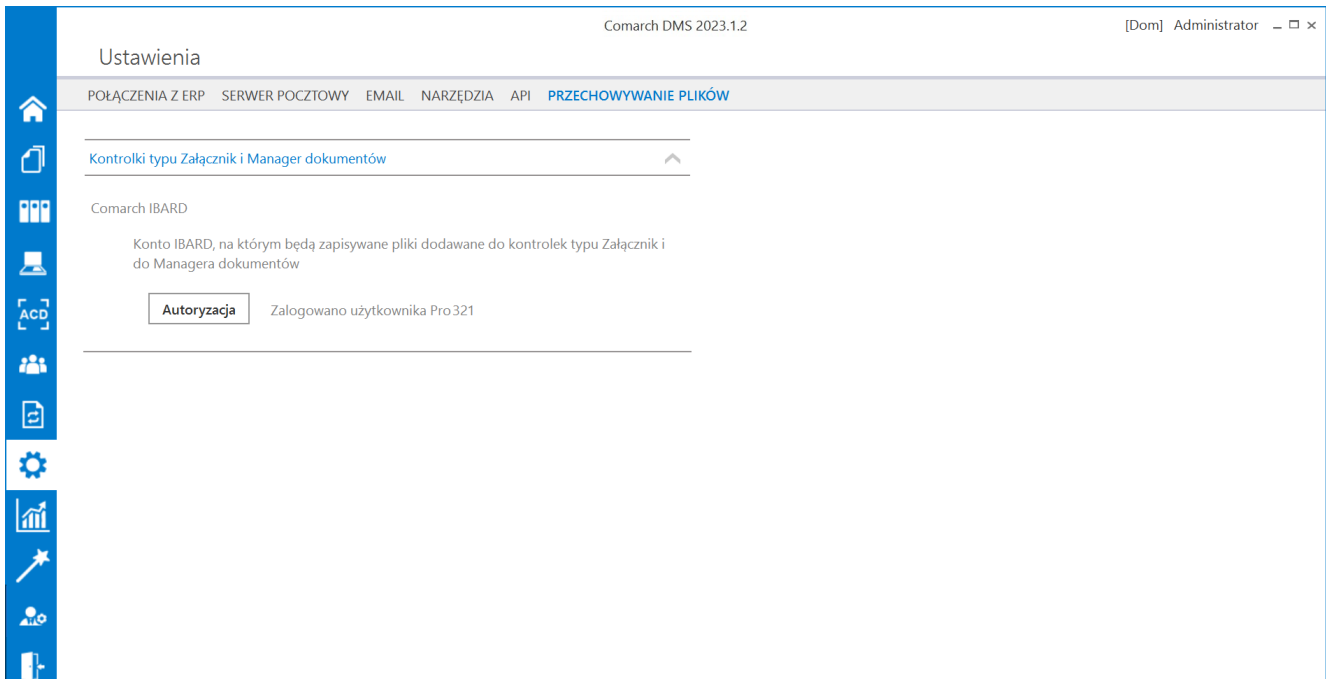 Comarch DMS 2023.1.2
[Dom] Administrator
Ustawienia
POŁĄCZENIA Z ERP SERWER POCZTOWY EMAIL NARZĘDZIA API PRZECHOWYWANIE PLIKÓW
Kontrolki typu Załącznik i Manager dokumentów
Comarch IBARD
Konto IBARD, na którym będą zapisywane pliki dodawane do kontrolek typu Załącznik i
do Managera dokumentów
Autoryzacja Zalogowano użytkownika Pro321
ACD